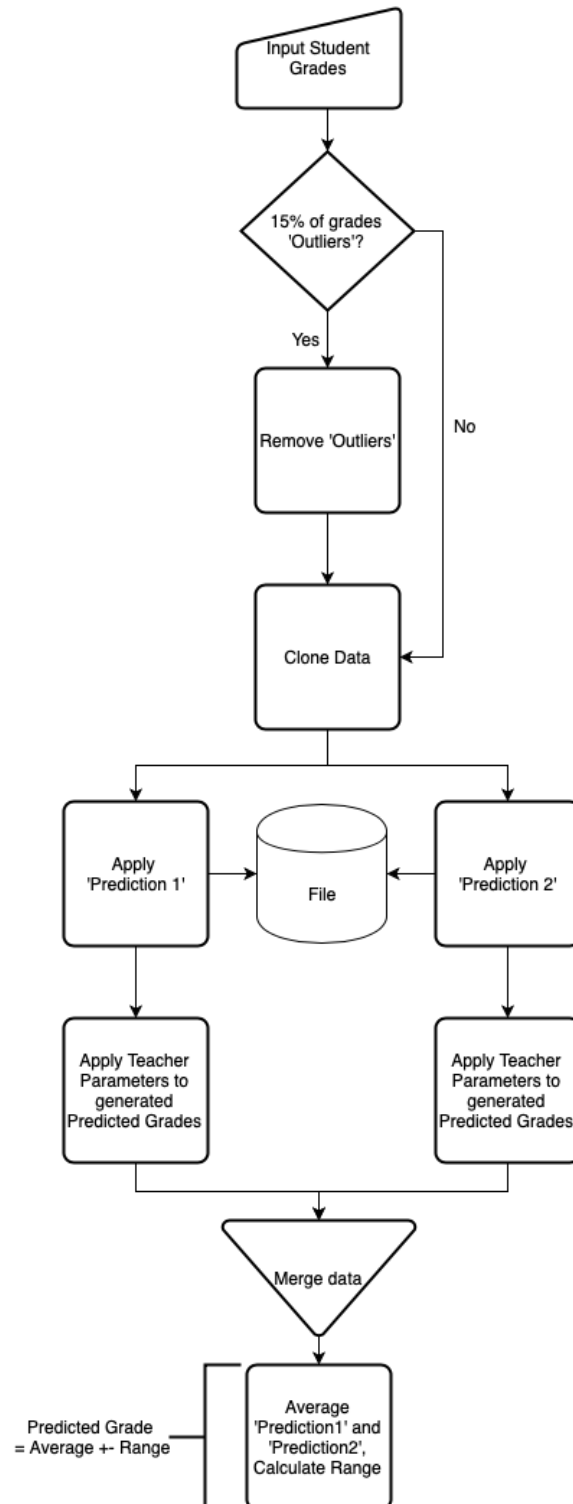 Input Student
Grades
15% of grades
'Outliers'?
Yes
No
Remove 'Outliers'
Clone Data
Apply
'Prediction 1'
File
Apply
'Prediction 2'
Apply Teacher
Parameters to
generated
Predicted Grades
Apply Teacher
Parameters to
generated
Predicted Grades
Merge data
Predicted Grade
= Average +- Range
Average
'Prediction1' and
'Prediction2',
Calculate Range